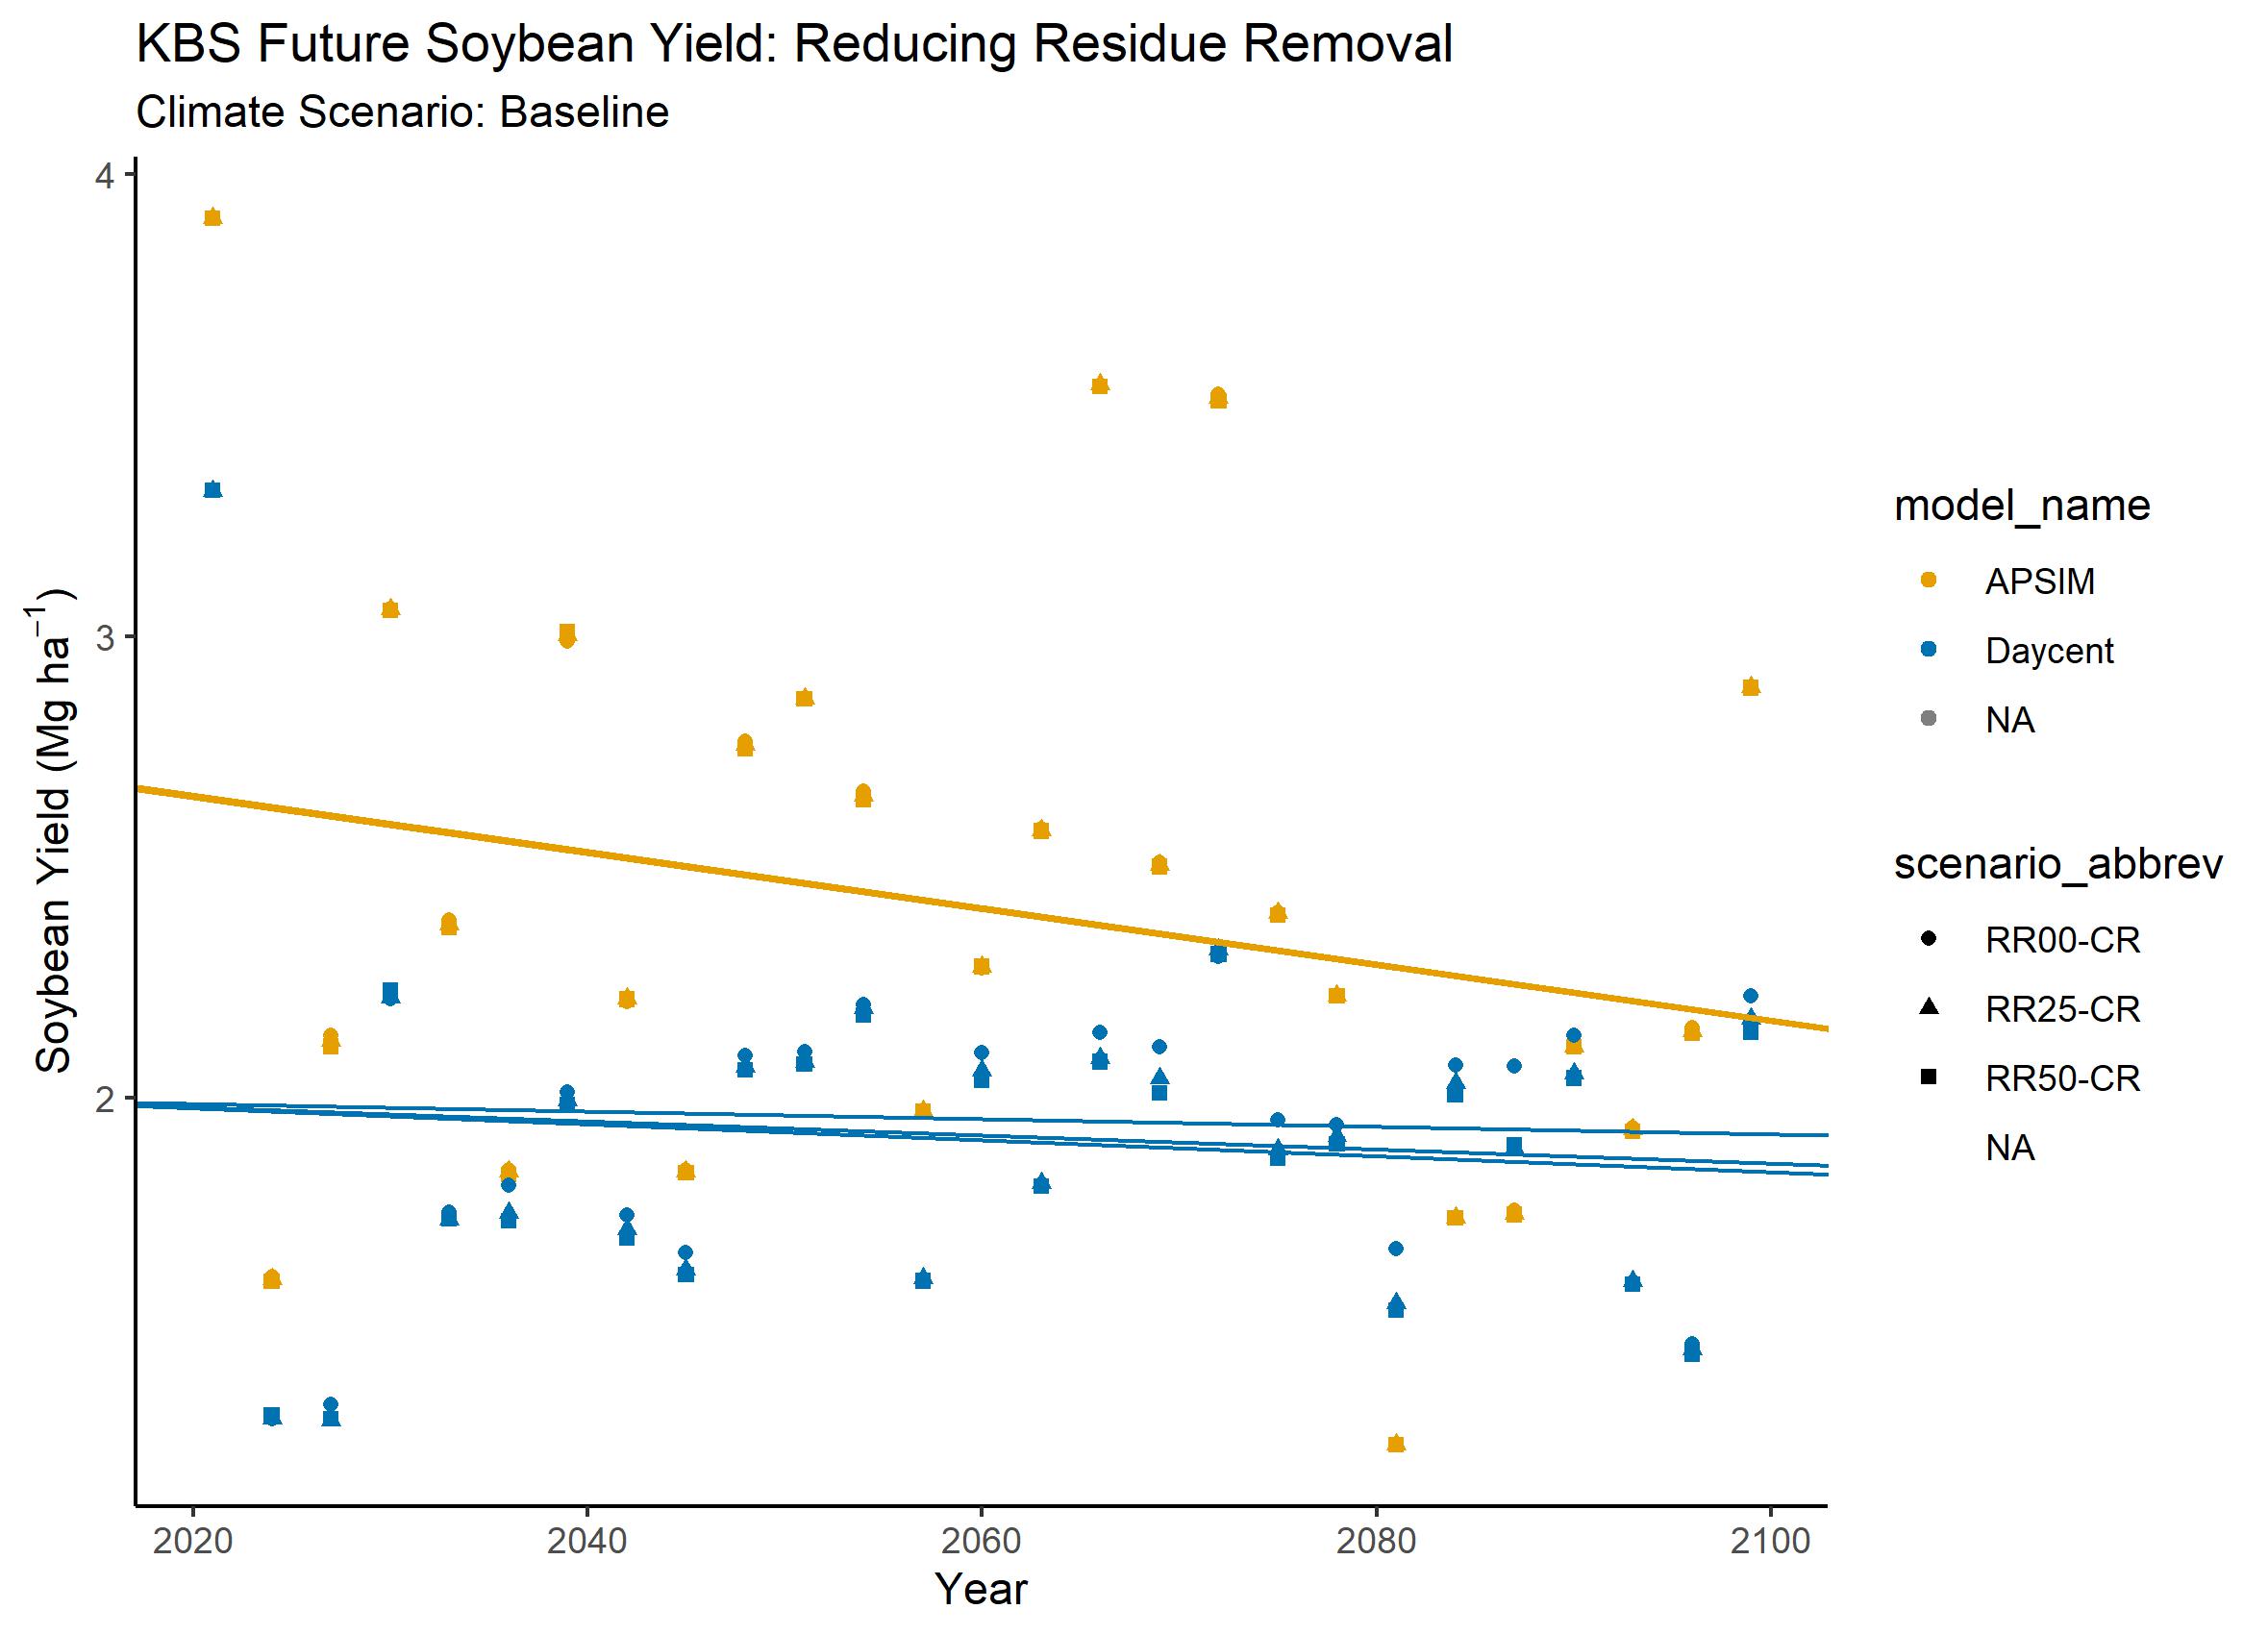 KBS Future Soybean Yield: Reducing Residue Removal
Climate Scenario: Baseline
4
3
2
Soybean Yield (Mg ha⁻¹)
2020 2040 2060 2080 2100
Year
model_name
APSIM
Daycent
NA
scenario_abbrev
RR00-CR
RR25-CR
RR50-CR
NA